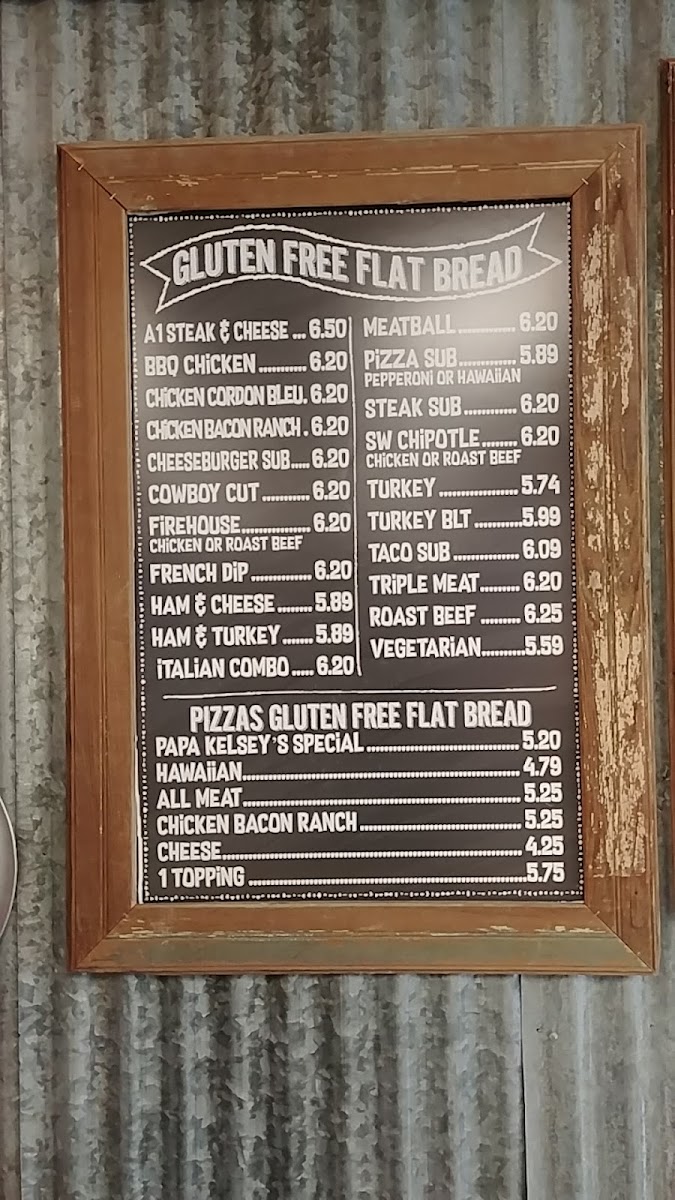 GLUTEN FREE FLAT BREAD
A1 STEAK & CHEESE ... 6.50
BBQ CHiCKEN ........... 6.20
CHiCKEN CORDON BLEU. 6.20
CHiCKEN BACON RANCH . 6.20
CHEESEBURGER SUB.... 6.20
COWBOY CUT ........... 6.20
FiREHOUSE................ 6.20
CHiCKEN OR ROAST BEEF
FRENCH DiP .............. 6.20
HAM & CHEESE ........ 5.89
HAM & TURKEY ....... 5.89
iTALiAN COMBO ..... 6.20
MEATBALL ............. 6.20
PiZZA SUB............. 5.89
PEPPERONi OR HAWAiiAN
STEAK SUB............ 6.20
SW CHiPOTLE........ 6.20
CHiCKEN OR ROAST BEEF
TURKEY ................... 5.74
TURKEY BLT ...........5.99
TACO SUB ............... 6.09
TRiPLE MEAT......... 6.20
ROAST BEEF ......... 6.25
VEGETARiAN..........5.59
PIZZAS GLUTEN FREE FLAT BREAD
PAPA KELSEY'S SPECiAL ........................................ 5.20
HAWAiiAN................................................................ 4.79
ALL MEAT................................................................ 5.25
CHiCKEN BACON RANCH ........................................ 5.25
CHEESE..................................................................... 4.25
1 TOPPiNG ................................................................5.75